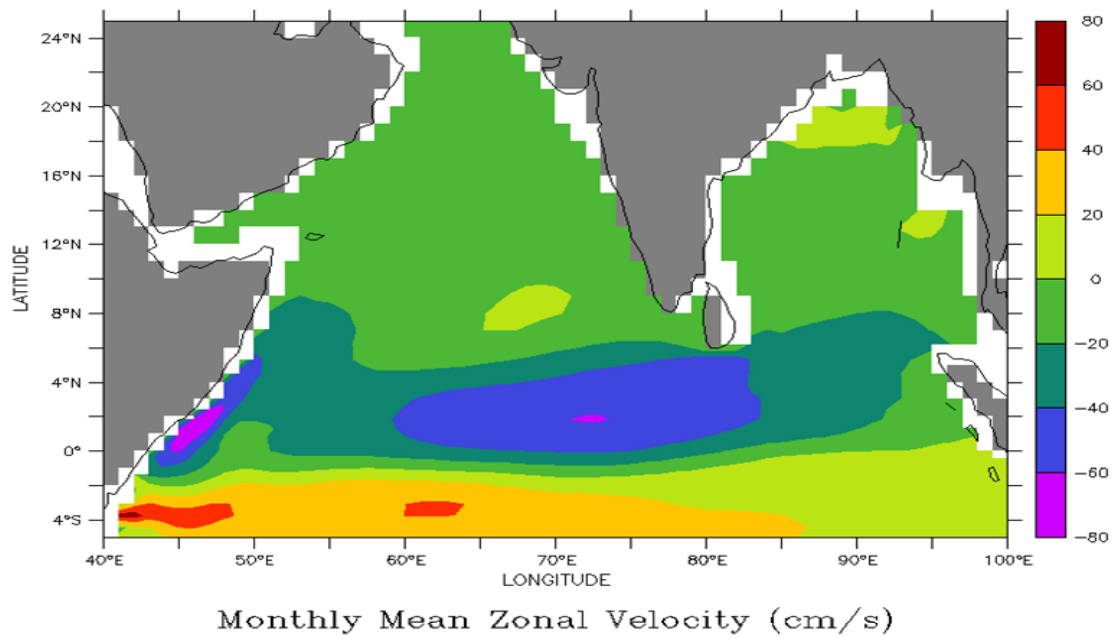 24°N
20°N
16°N
12°N
8°N
4°N
0°
4°S
LATITUDE
40°E 50°E 60°E 70°E 80°E 90°E 100°E
LONGITUDE
80
60
40
20
0
−20
−40
−60
−80
Monthly Mean Zonal Velocity (cm/s)